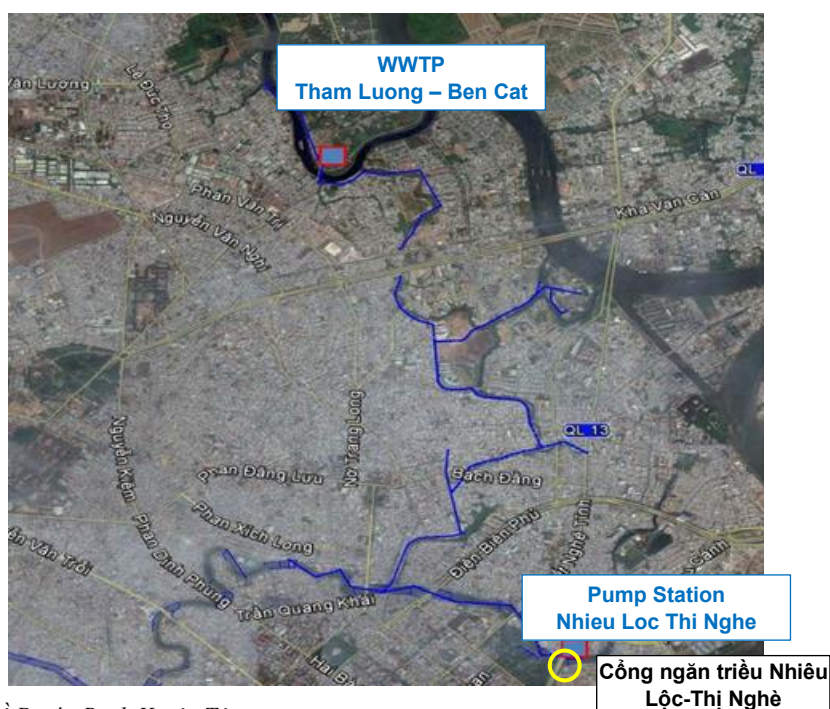 WWTP
Tham Luong – Ben Cat
Lê Đức Thọ
QL
Phan Văn Trị
Kha Vạn Cân
Nguyễn Văn Nghi
Nơ Trang Long
QL 13
Nguyễn Kiệm
Phan Đăng Lưu
Bạch Đằng
Phan Xích Long
Điện Biên Phủ
Nghệ Tĩnh
Văn Trỗi
Phan Đình Phùng
Trần Quang Khải
Pump Station
Nhieu Loc Thi Nghe
Cổng ngăn triều Nhiêu
Lộc-Thị Nghè